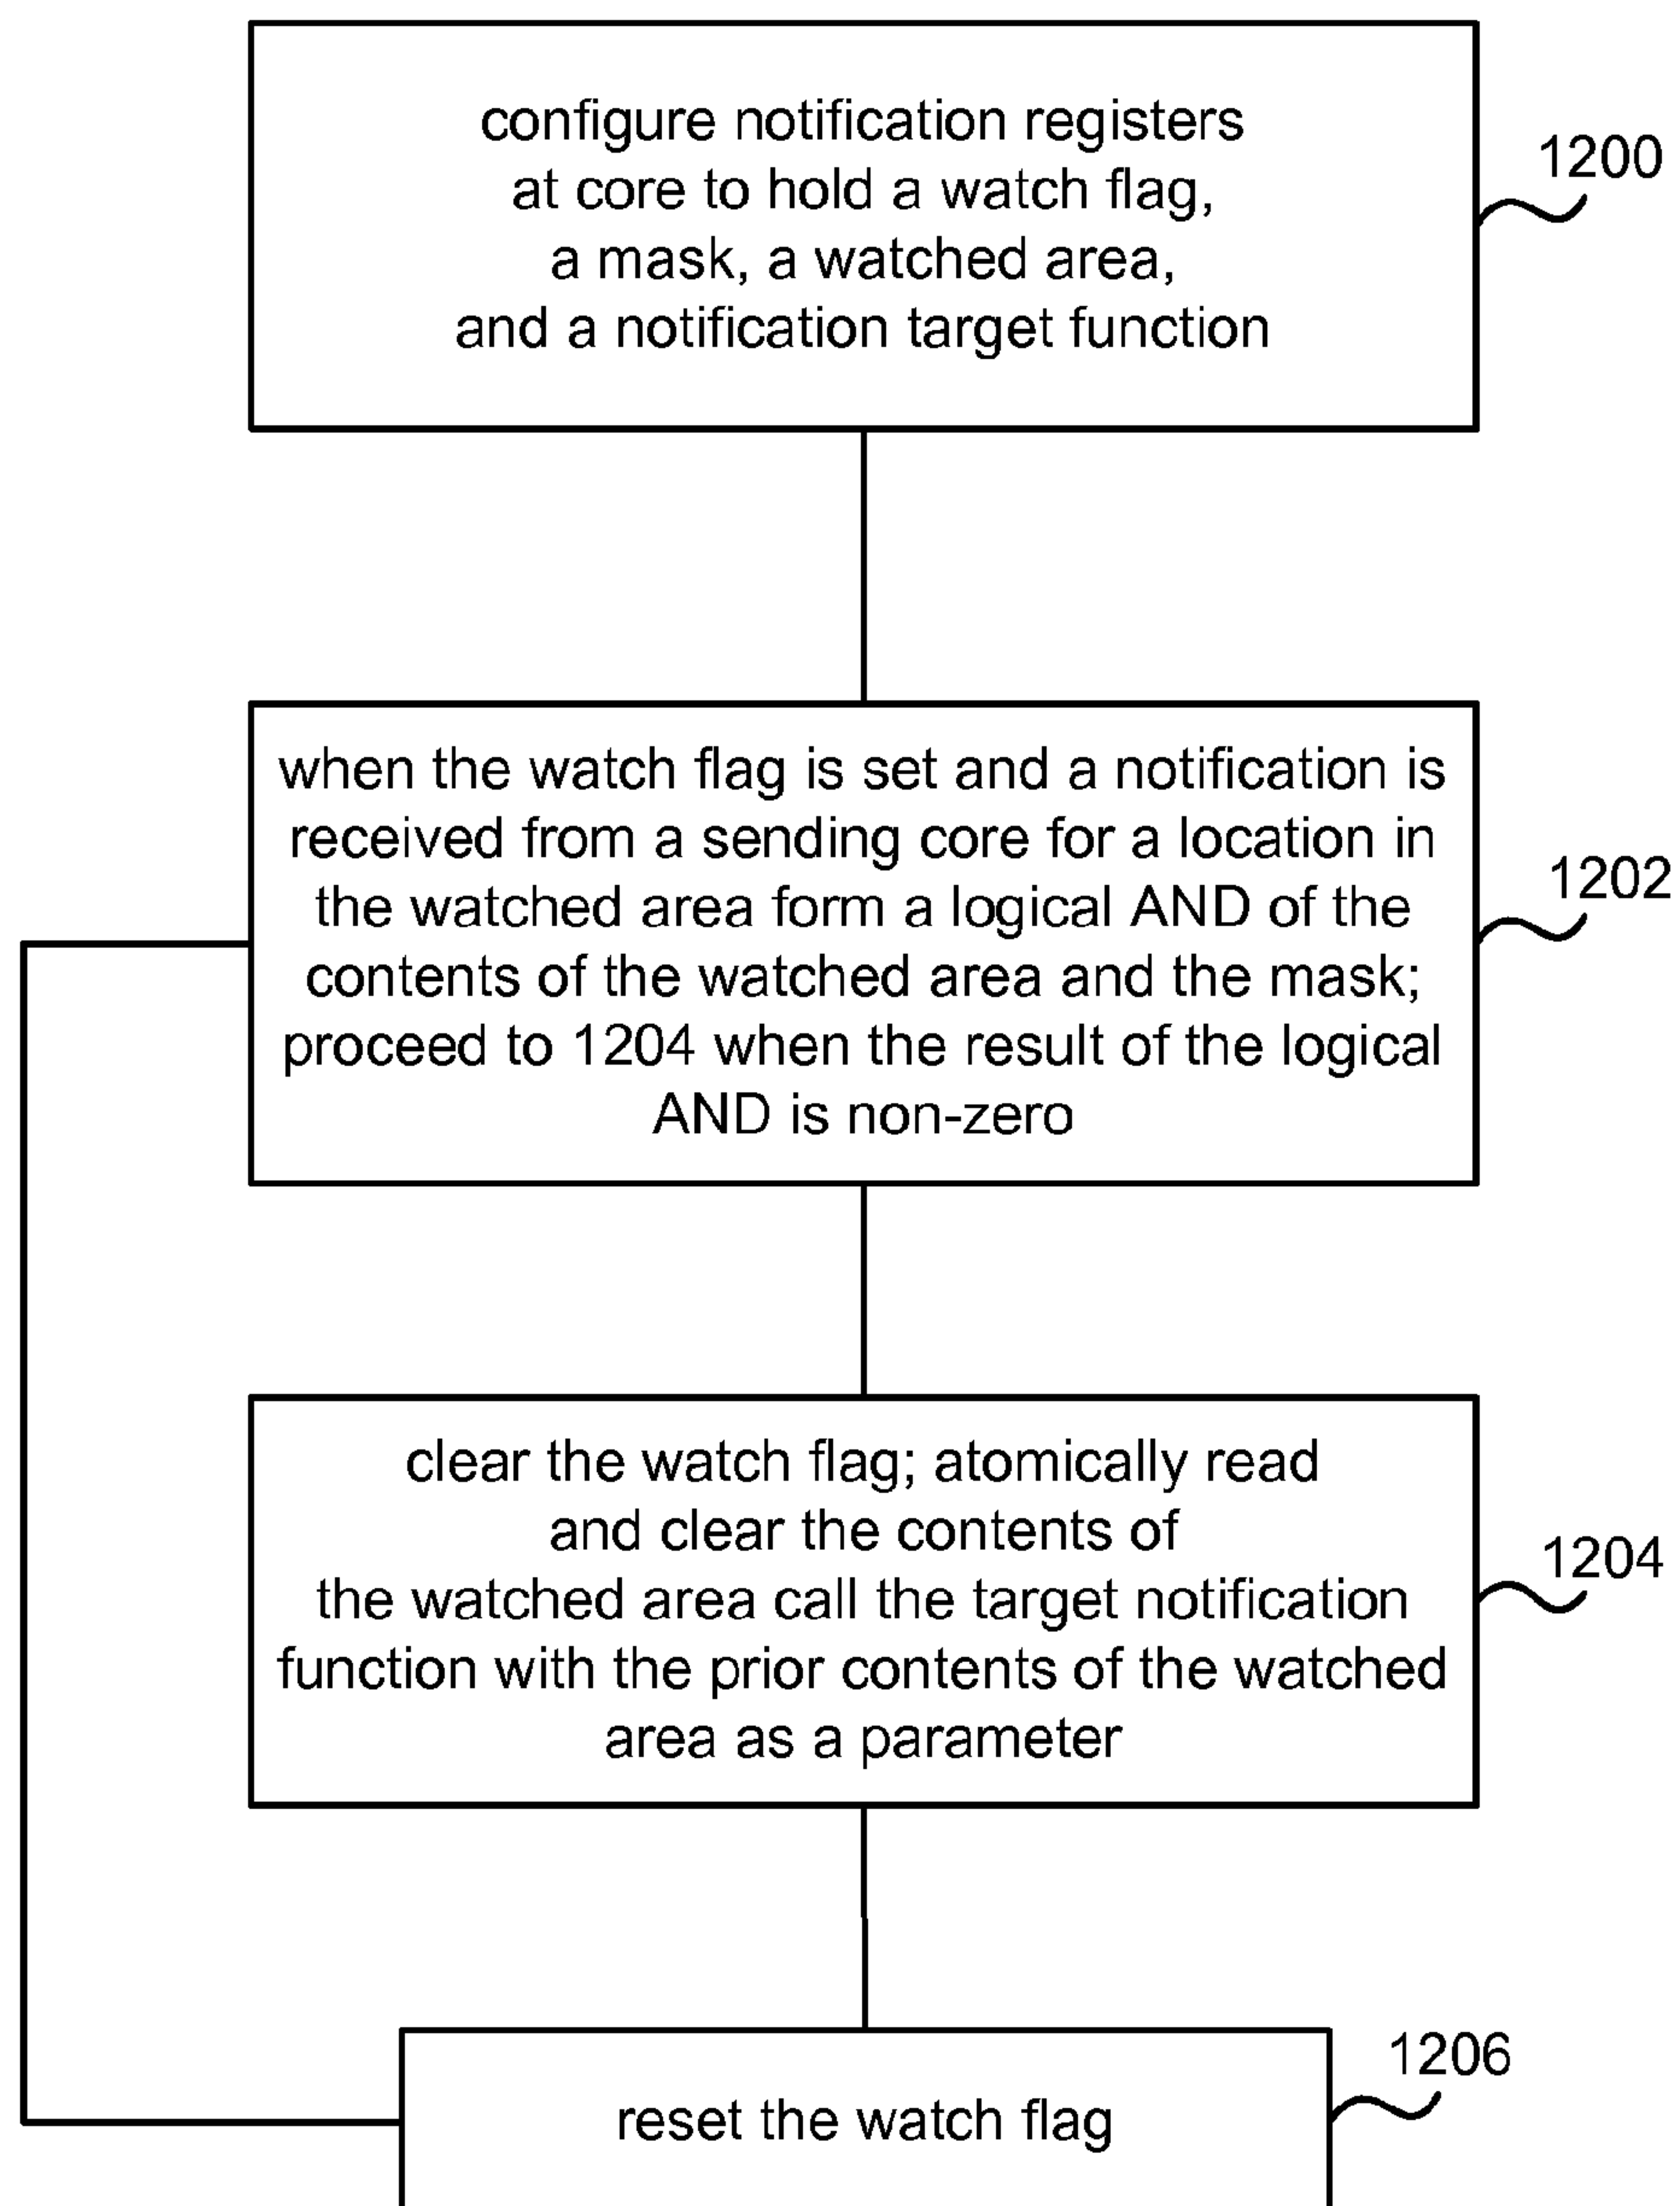 configure notification registers
at core to hold a watch flag,
a mask, a watched area,
and a notification target function
1200
when the watch flag is set and a notification is
received from a sending core for a location in
the watched area form a logical AND of the
contents of the watched area and the mask;
proceed to 1204 when the result of the logical
AND is non-zero
1202
clear the watch flag; atomically read
and clear the contents of
the watched area call the target notification
function with the prior contents of the watched
area as a parameter
1204
reset the watch flag
1206